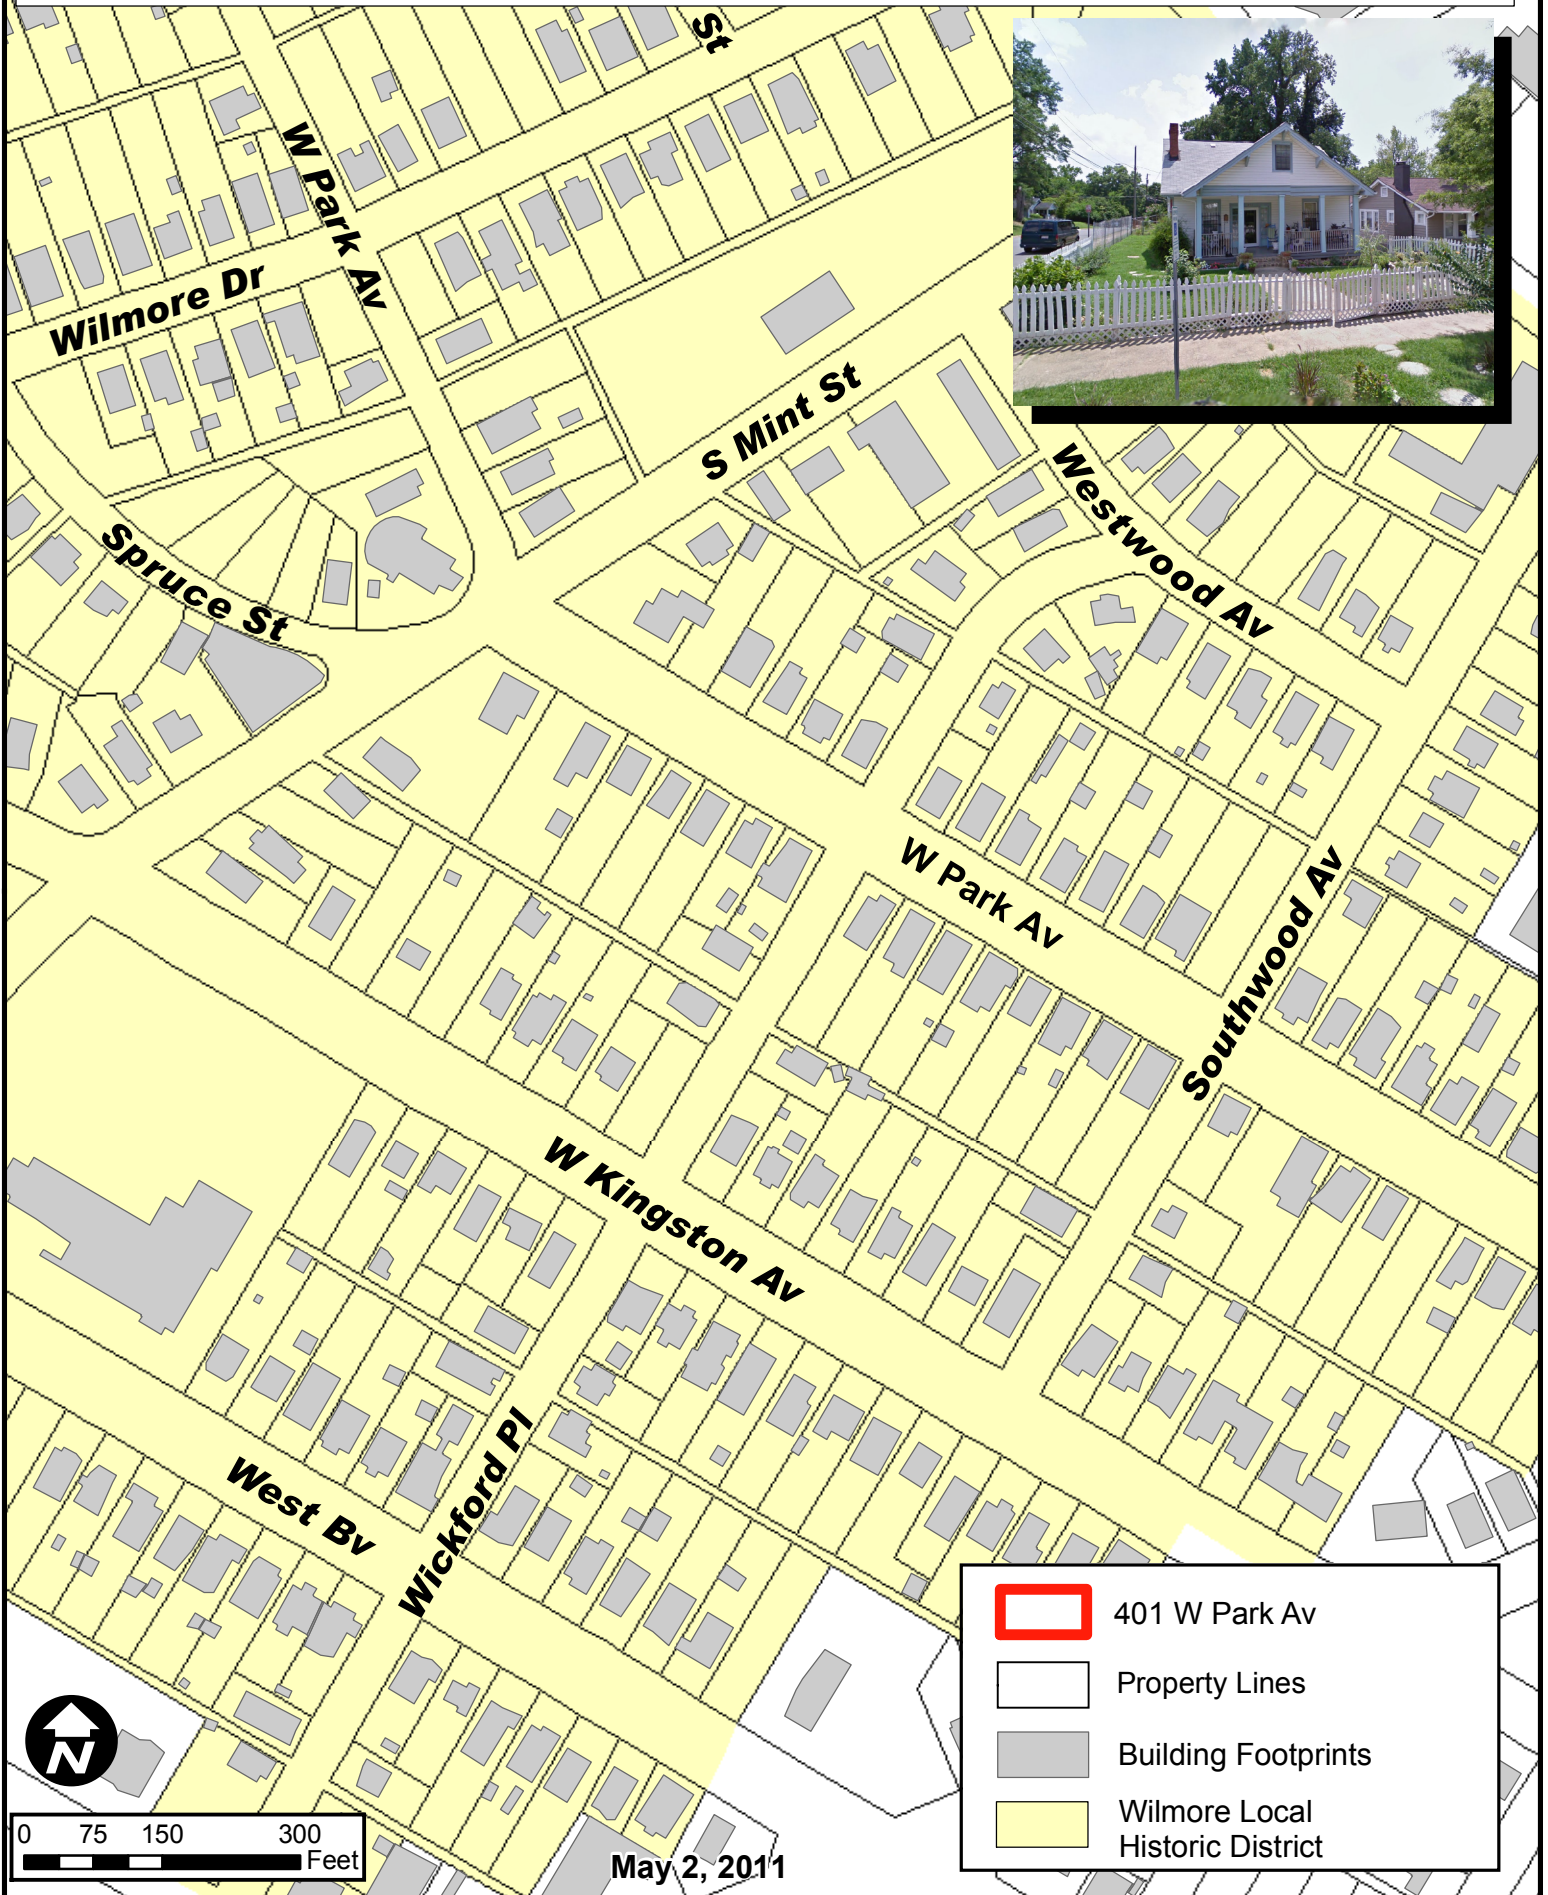 St
W Park Av
Wilmore Dr
S Mint St
Westwood Av
Spruce St
W Park Av
Southwood Av
W Kingston Av
Wickford Pl
West Bv
401 W Park Av
Property Lines
Building Footprints
Wilmore Local
Historic District
N
0 75 150 300
Feet
May 2, 2011